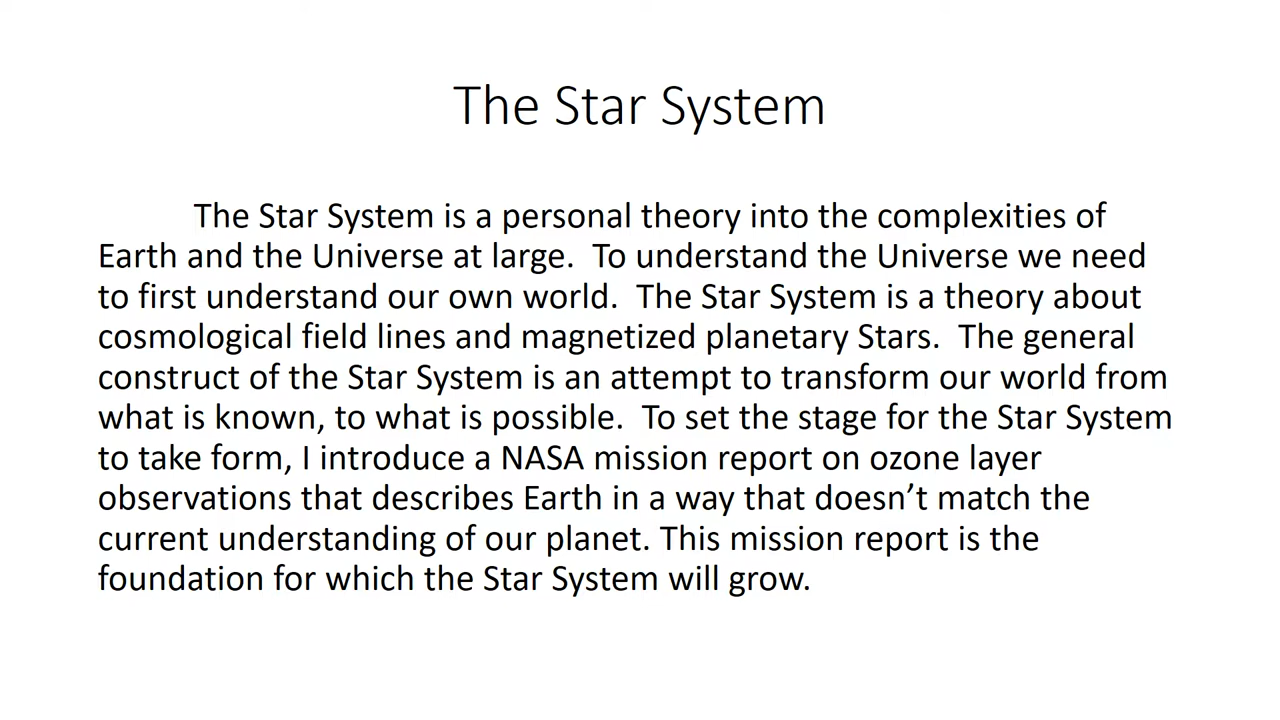 The Star System
The Star System is a personal theory into the complexities of
Earth and the Universe at large.  To understand the Universe we need
to first understand our own world.  The Star System is a theory about
cosmological field lines and magnetized planetary Stars.  The general
construct of the Star System is an attempt to transform our world from
what is known, to what is possible.  To set the stage for the Star System
to take form, I introduce a NASA mission report on ozone layer
observations that describes Earth in a way that doesn’t match the
current understanding of our planet. This mission report is the
foundation for which the Star System will grow.